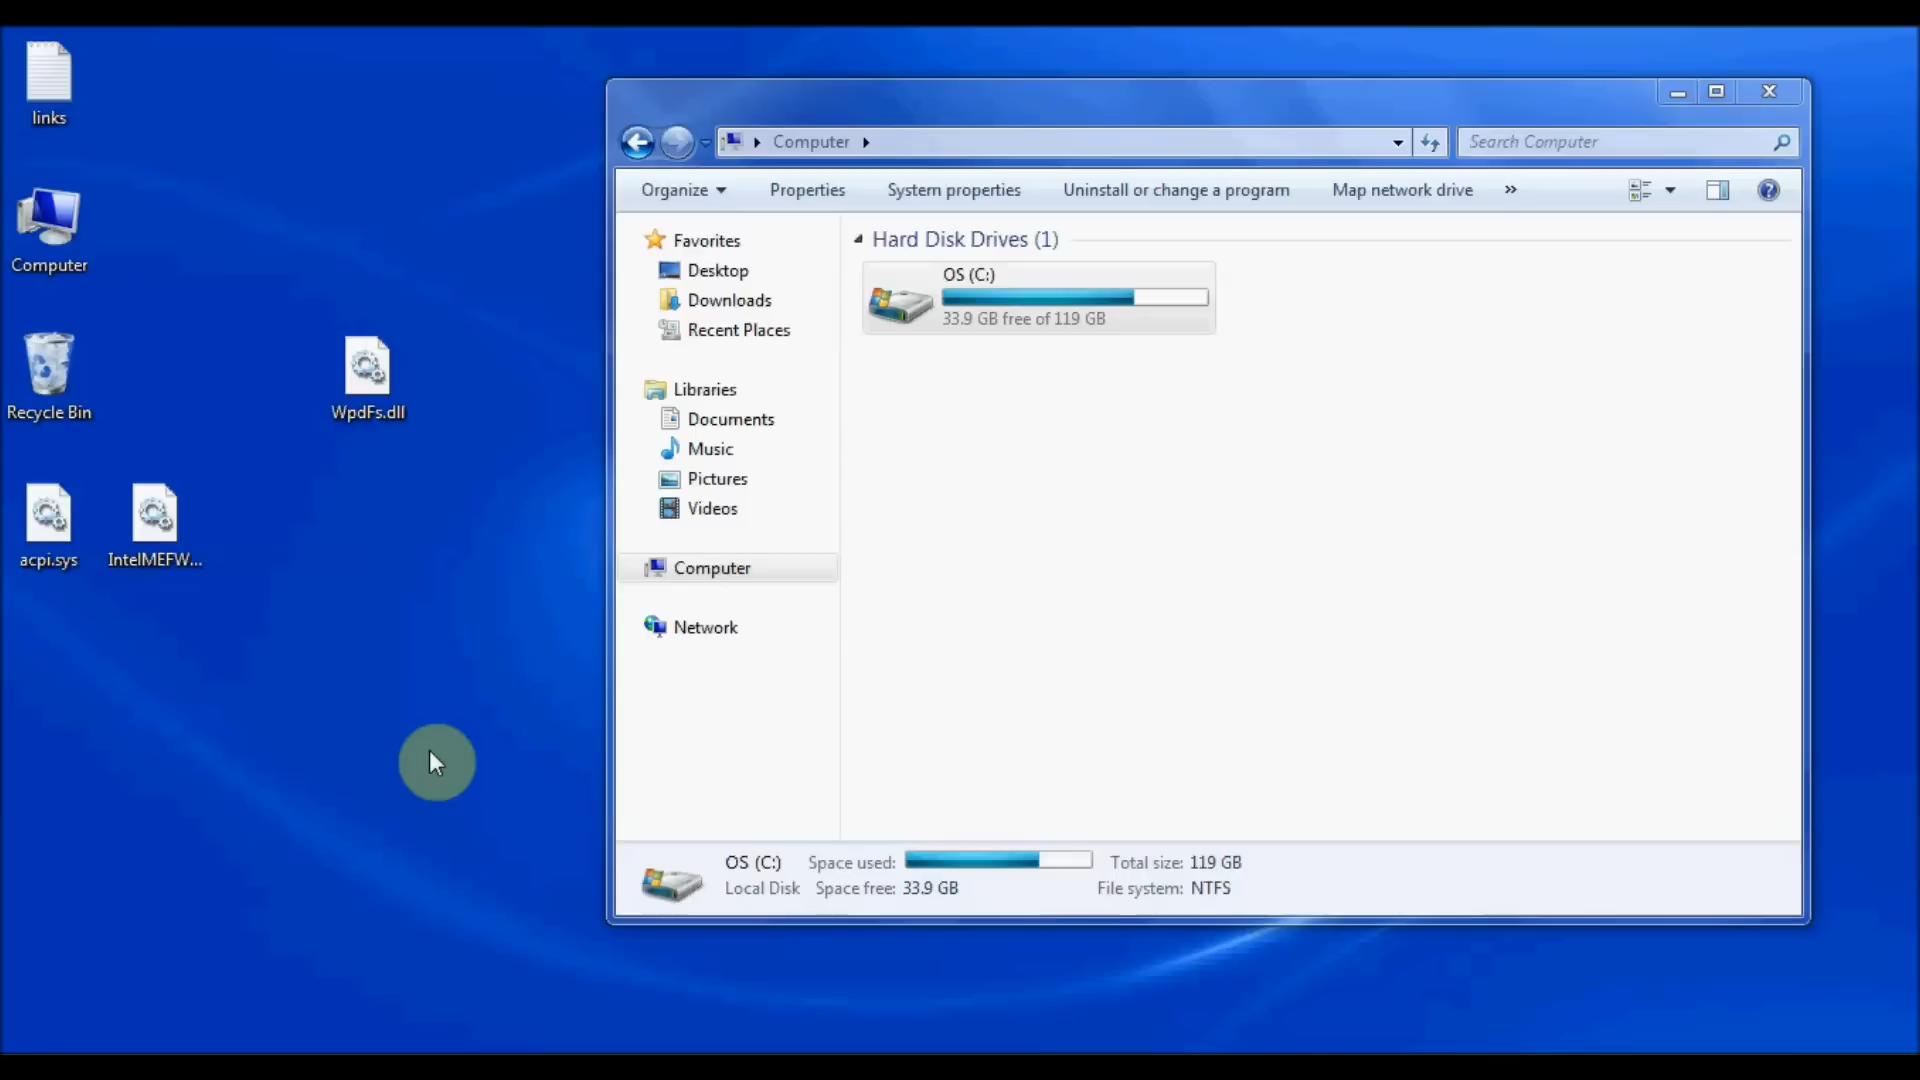 links
Computer
Recycle Bin
WpdFs.dll
acpi.sys
IntelMEFW...
Computer
Search Computer
Organize
Properties
System properties
Uninstall or change a program
Map network drive
»
Favorites
Desktop
Downloads
Recent Places
Libraries
Documents
Music
Pictures
Videos
Computer
Network
Hard Disk Drives (1)
OS (C:)
33.9 GB free of 119 GB
OS (C:) Space used: Total size: 119 GB
Local Disk Space free: 33.9 GB File system: NTFS